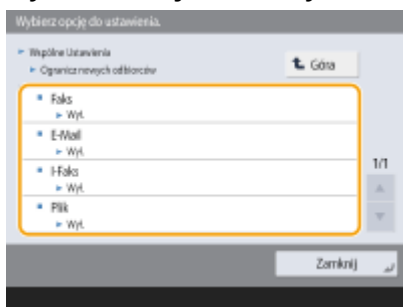 Wybierz opcję do ustawienia.
Wspólne Ustawienia
Ogranicz nowych odbiorców
Góra
Faks
Wył.
E-Mail
Wył.
I-Faks
Wył.
Plik
Wył.
1/1
Zamknij